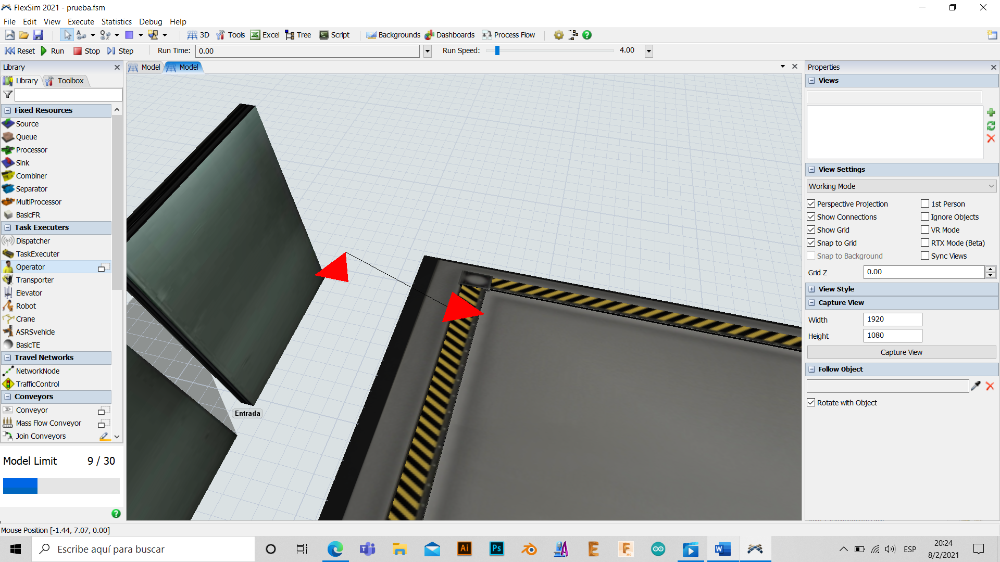 FlexSim 2021 - prueba.fsm
File Edit View Execute Statistics Debug Help
3D Tools Excel Tree Script Backgrounds Dashboards Process Flow
Reset Run Stop Step Run Time: 0.00 Run Speed: 4.00
Library
Library Toolbox
Fixed Resources
Source
Queue
Processor
Sink
Combiner
Separator
MultiProcessor
BasicFR
Task Executers
Dispatcher
TaskExecuter
Operator
Transporter
Elevator
Robot
Crane
ASRSvehicle
BasicTE
Travel Networks
NetworkNode
TrafficControl
Conveyors
Conveyor
Mass Flow Conveyor
Join Conveyors
Model Limit 9 / 30
Model Model
Entrada
Properties
Views
View Settings
Working Mode
Perspective Projection 1st Person
Show Connections Ignore Objects
Show Grid VR Mode
Snap to Grid RTX Mode (Beta)
Snap to Background Sync Views
Grid Z 0.00
View Style
Capture View
Width 1920
Height 1080
Capture View
Follow Object
Rotate with Object
Mouse Position [-1.44, 7.07, 0.00]
Escribe aquí para buscar
Ai
Ps
ESP
20:24
8/2/2021